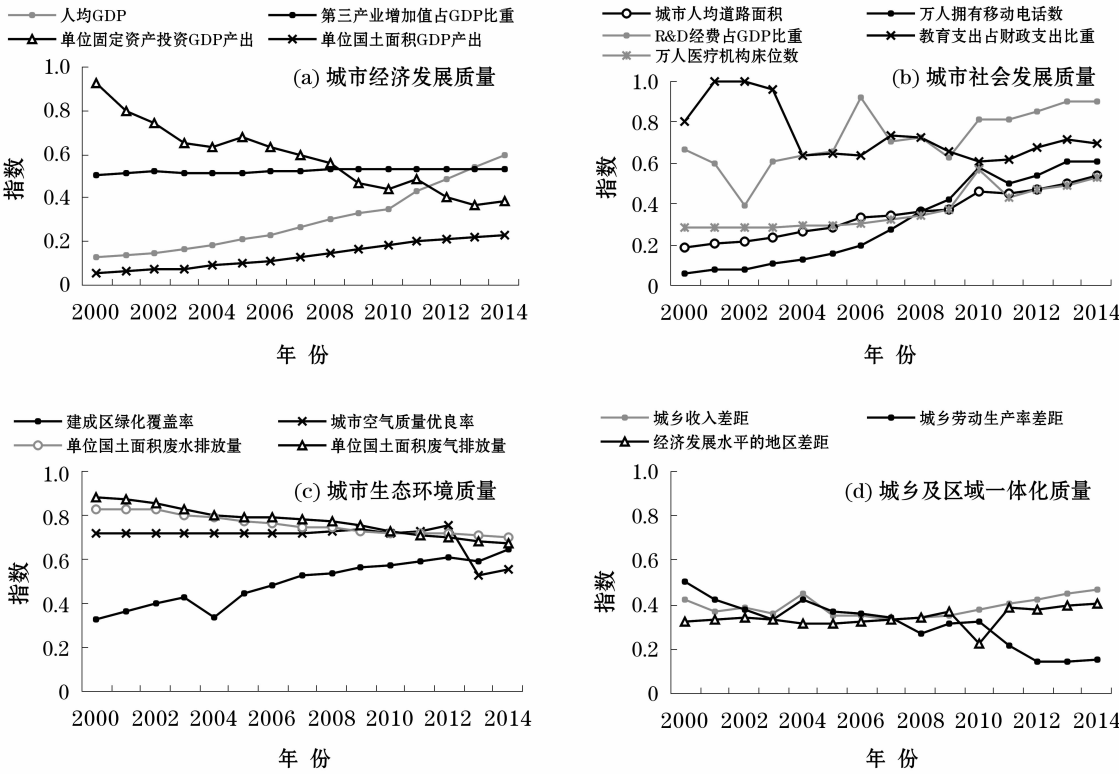 人均GDP 第三产业增加值占GDP比重
单位固定资产投资GDP产出 单位国土面积GDP产出
(a) 城市经济发展质量
1.0
0.8
0.6
0.4
0.2
0
指数
2000 2002 2004 2006 2008 2010 2012 2014
年 份
城市人均道路面积 万人拥有移动电话数
R&D经费占GDP比重 教育支出占财政支出比重
万人医疗机构床位数
(b) 城市社会发展质量
1.0
0.8
0.6
0.4
0.2
0
指数
2000 2002 2004 2006 2008 2010 2012 2014
年 份
建成区绿化覆盖率 城市空气质量优良率
单位国土面积废水排放量 单位国土面积废气排放量
(c) 城市生态环境质量
1.0
0.8
0.6
0.4
0.2
0
指数
2000 2002 2004 2006 2008 2010 2012 2014
年 份
城乡收入差距 城乡劳动生产率差距
经济发展水平的地区差距
(d) 城乡及区域一体化质量
1.0
0.8
0.6
0.4
0.2
0
指数
2000 2002 2004 2006 2008 2010 2012 2014
年 份